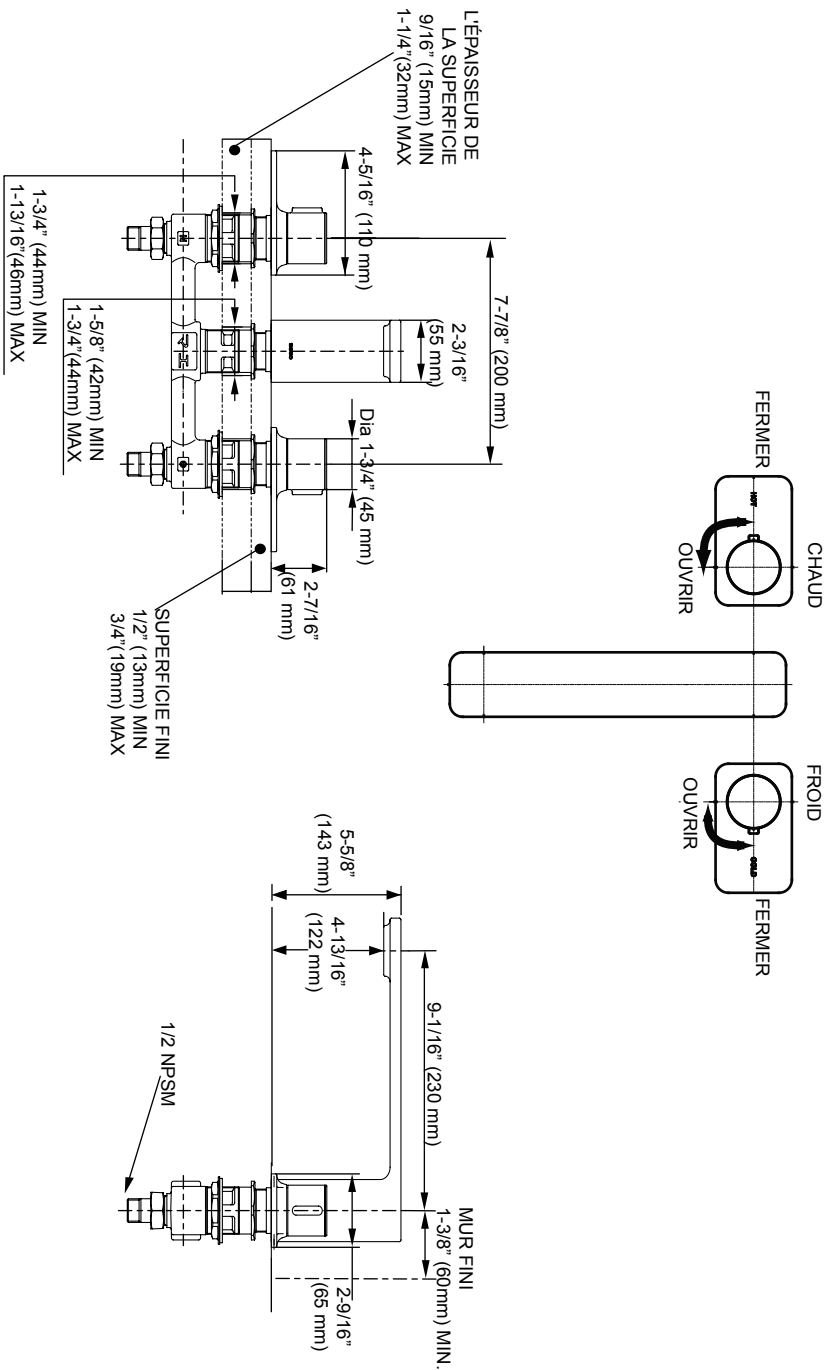 FERMER
CHAUD
HOT
OUVRIR
FROID
FERMER
COLD
OUVRIR
L'ÉPAISSEUR DE
LA SUPERFICIE
9/16” (15mm) MIN
1-1/4”(32mm) MAX
4-5/16” (110 mm)
7-7/8” (200 mm)
2-3/16”
(55 mm)
Dia 1-3/4” (45 mm)
2-7/16”
(61 mm)
SUPERFICIE FINI
1/2” (13mm) MIN
3/4”(19mm) MAX
1-5/8” (42mm) MIN
1-3/4”(44mm) MAX
1-3/4” (44mm) MIN
1-13/16”(46mm) MAX
5-5/8”
(143 mm)
4-13/16”
(122 mm)
9-1/16” (230 mm)
MUR FINI
1-3/8” (60mm) MIN.
2-9/16”
(65 mm)
1/2 NPSM